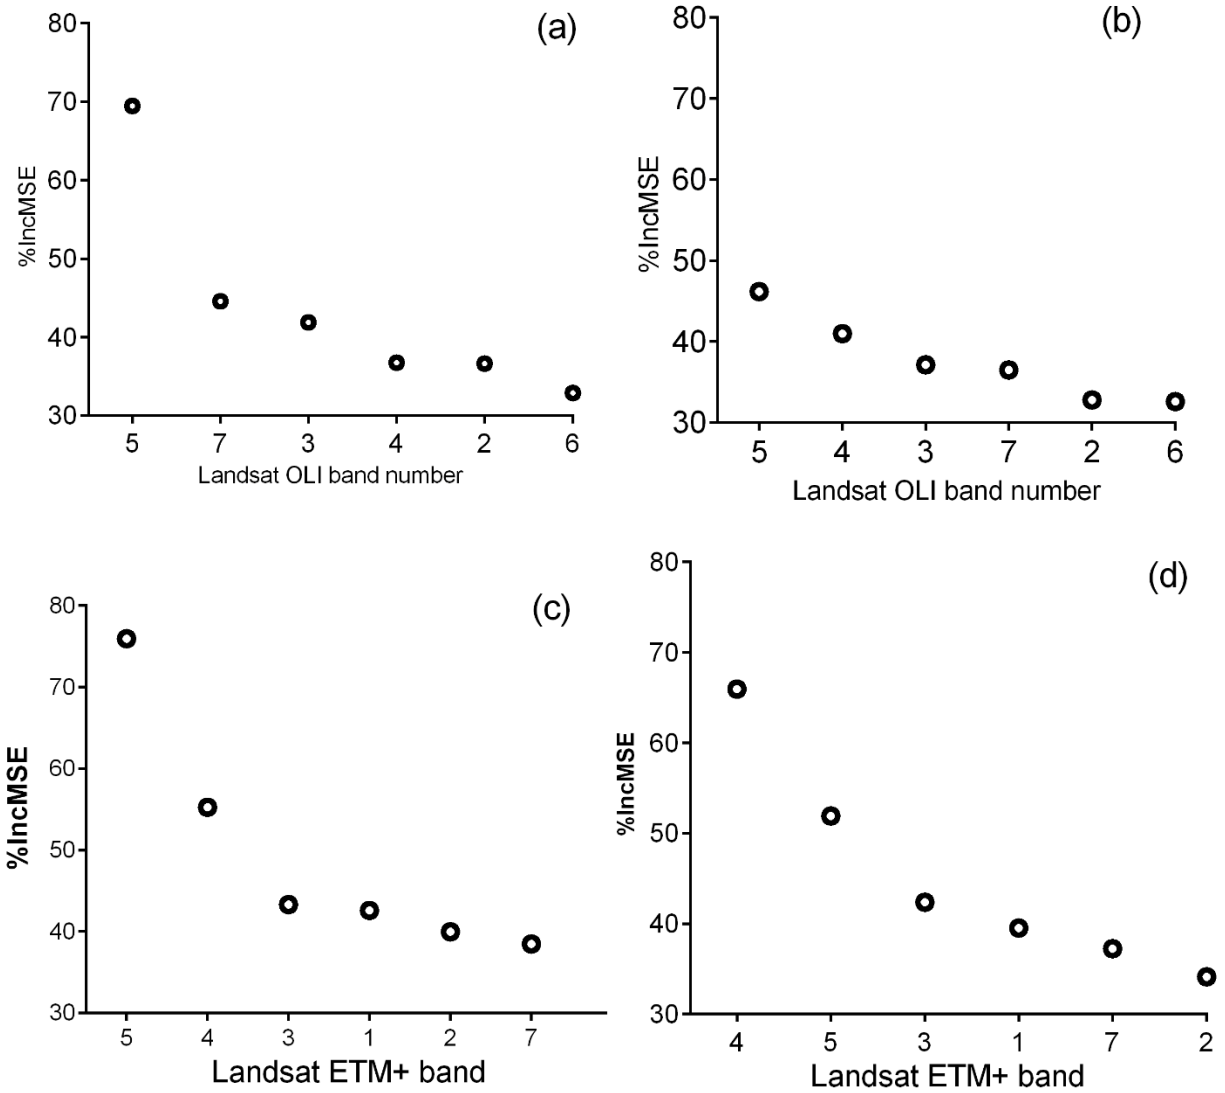 (a)
80
70
60
50
40
30
%IncMSE
5 7 3 4 2 6
Landsat OLI band number
(b)
80
70
60
50
40
30
%IncMSE
5 4 3 7 2 6
Landsat OLI band number
(c)
80
70
60
50
40
30
%IncMSE
5 4 3 1 2 7
Landsat ETM+ band
(d)
80
70
60
50
40
30
%IncMSE
4 5 3 1 7 2
Landsat ETM+ band